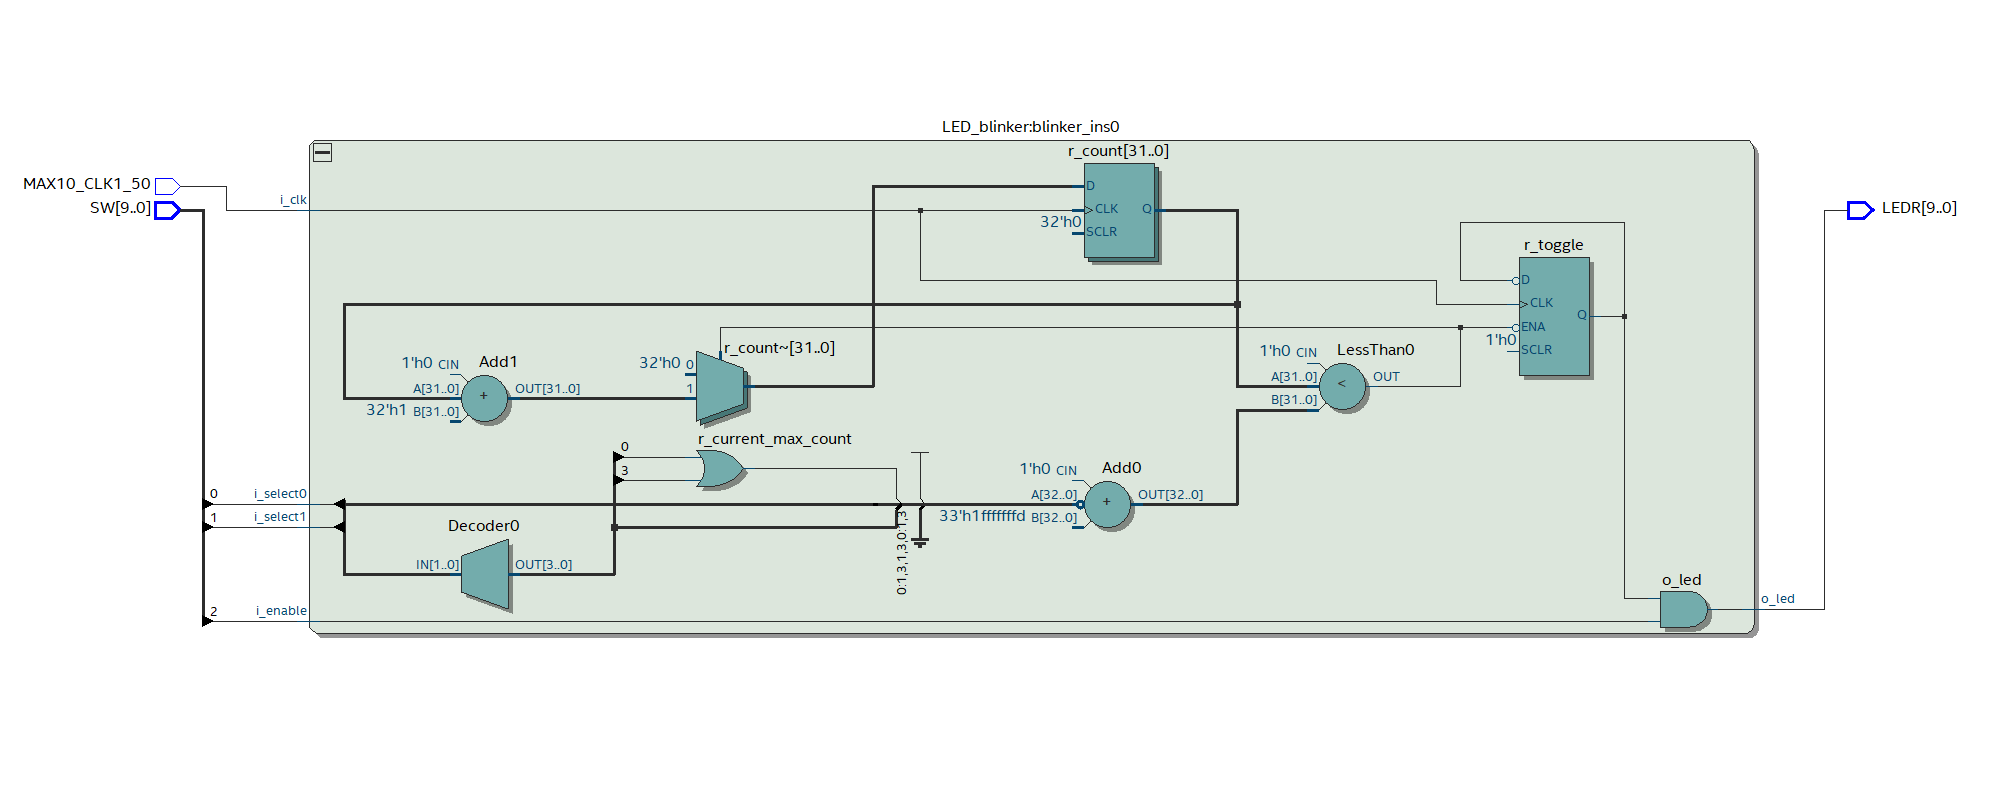 LED_blinker:blinker_ins0
r_count[31..0]
MAX10_CLK1_50
SW[9..0]
i_clk
D
CLK
Q
32'h0
SCLR
LEDR[9..0]
r_toggle
D
CLK
Q
ENA
1'h0
SCLR
r_count~[31..0]
32'h0
0
1
1'h0 CIN
Add1
A[31..0]
OUT[31..0]
32'h1
B[31..0]
+
1'h0 CIN
LessThan0
A[31..0]
OUT
B[31..0]
<
r_current_max_count
0
3
1'h0 CIN
Add0
A[32..0]
OUT[32..0]
33'h1fffffffd
B[32..0]
+
0
i_select0
1
i_select1
0:1,3,1,3,0:1,3
Decoder0
IN[1..0]
OUT[3..0]
2
i_enable
o_led
o_led